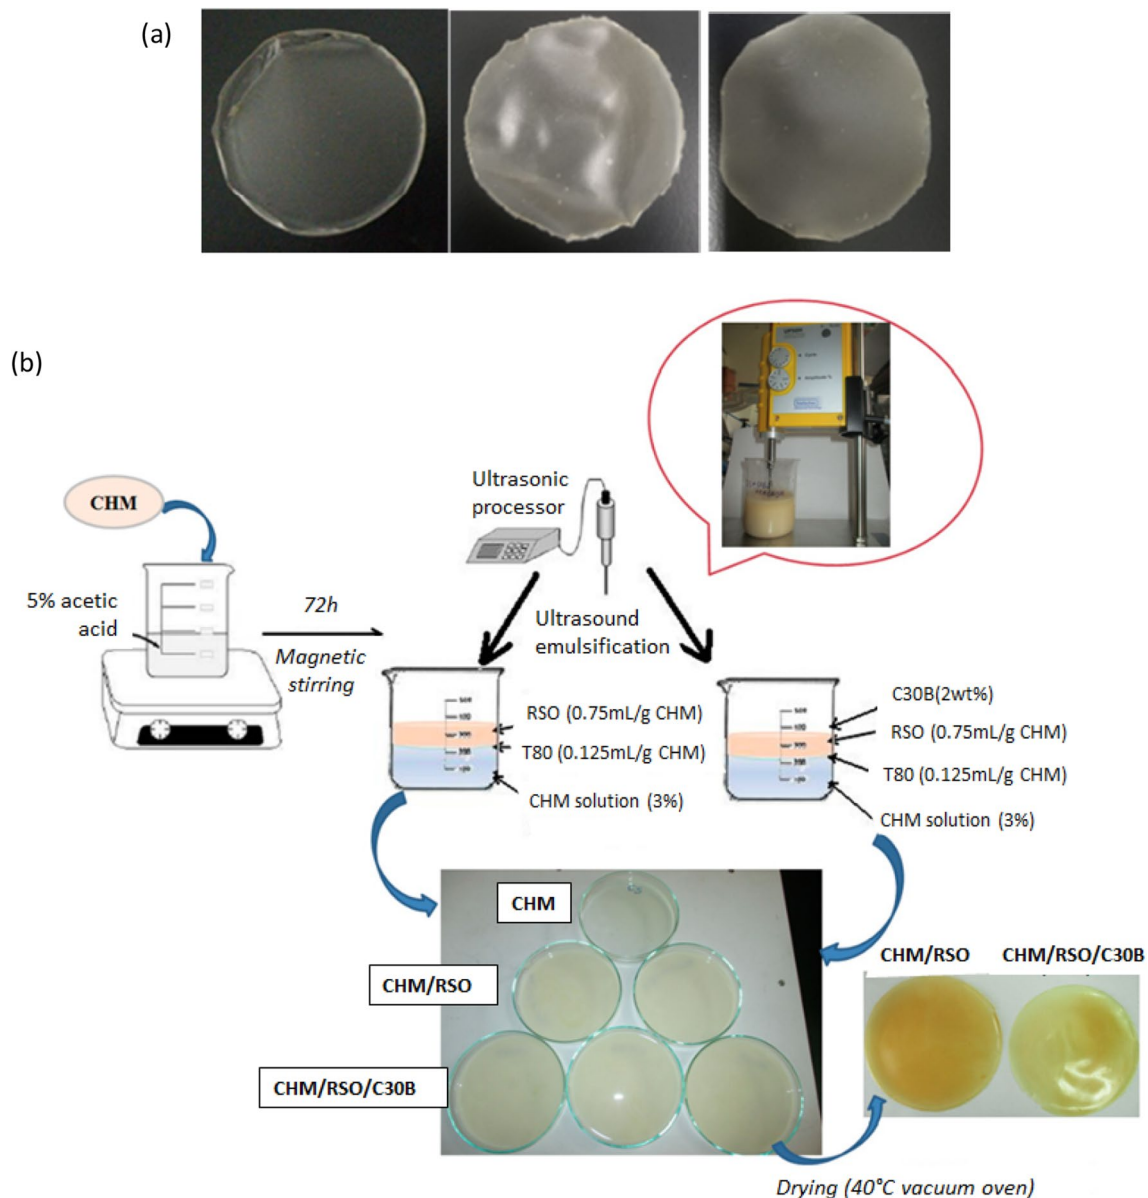 (a)
(b)
Ultrasonic
processor
CHM
5% acetic
acid
72h
Magnetic
stirring
Ultrasound
emulsification
RSO (0.75mL/g CHM)
T80 (0.125mL/g CHM)
CHM solution (3%)
C30B(2wt%)
RSO (0.75mL/g CHM)
T80 (0.125mL/g CHM)
CHM solution (3%)
CHM
CHM/RSO
CHM/RSO/C30B
CHM/RSO
CHM/RSO/C30B
Drying (40°C vacuum oven)